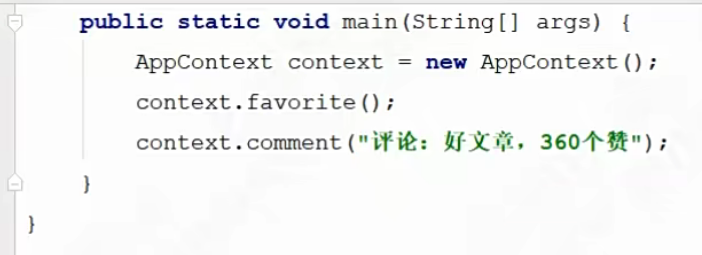 public static void main(String[] args) {
AppContext context = new AppContext();
context.favorite();
context.comment("评论：好文章，360个赞");
}
}